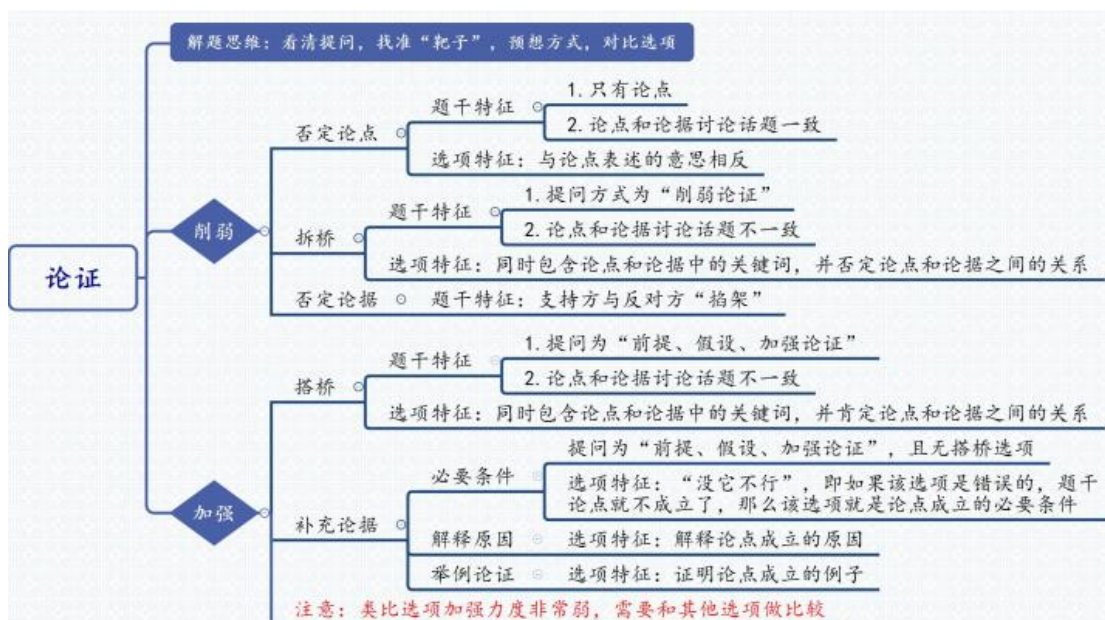 解题思维：看清提问，找准“靶子”，预想方式，对比选项
论证
削弱
否定论点
题干特征
1.只有论点
2.论点和论据讨论话题一致
选项特征：与论点表述的意思相反
拆桥
题干特征
1.提问方式为“削弱论证”
2.论点和论据讨论话题不一致
选项特征：同时包含论点和论据中的关键词，并否定论点和论据之间的关系
否定论据
题干特征：支持方与反对方“掐架”
加强
搭桥
题干特征
1.提问为“前提、假设、加强论证”
2.论点和论据讨论话题不一致
选项特征：同时包含论点和论据中的关键词，并肯定论点和论据之间的关系
补充论据
必要条件
提问为“前提、假设、加强论证”，且无搭桥选项
选项特征：“没它不行”，即如果该选项是错误的，题干
论点就不成立了，那么该选项就是论点成立的必要条件
解释原因
选项特征：解释论点成立的原因
举例论证
选项特征：证明论点成立的例子
注意：类比选项加强力度非常弱，需要和其他选项做比较